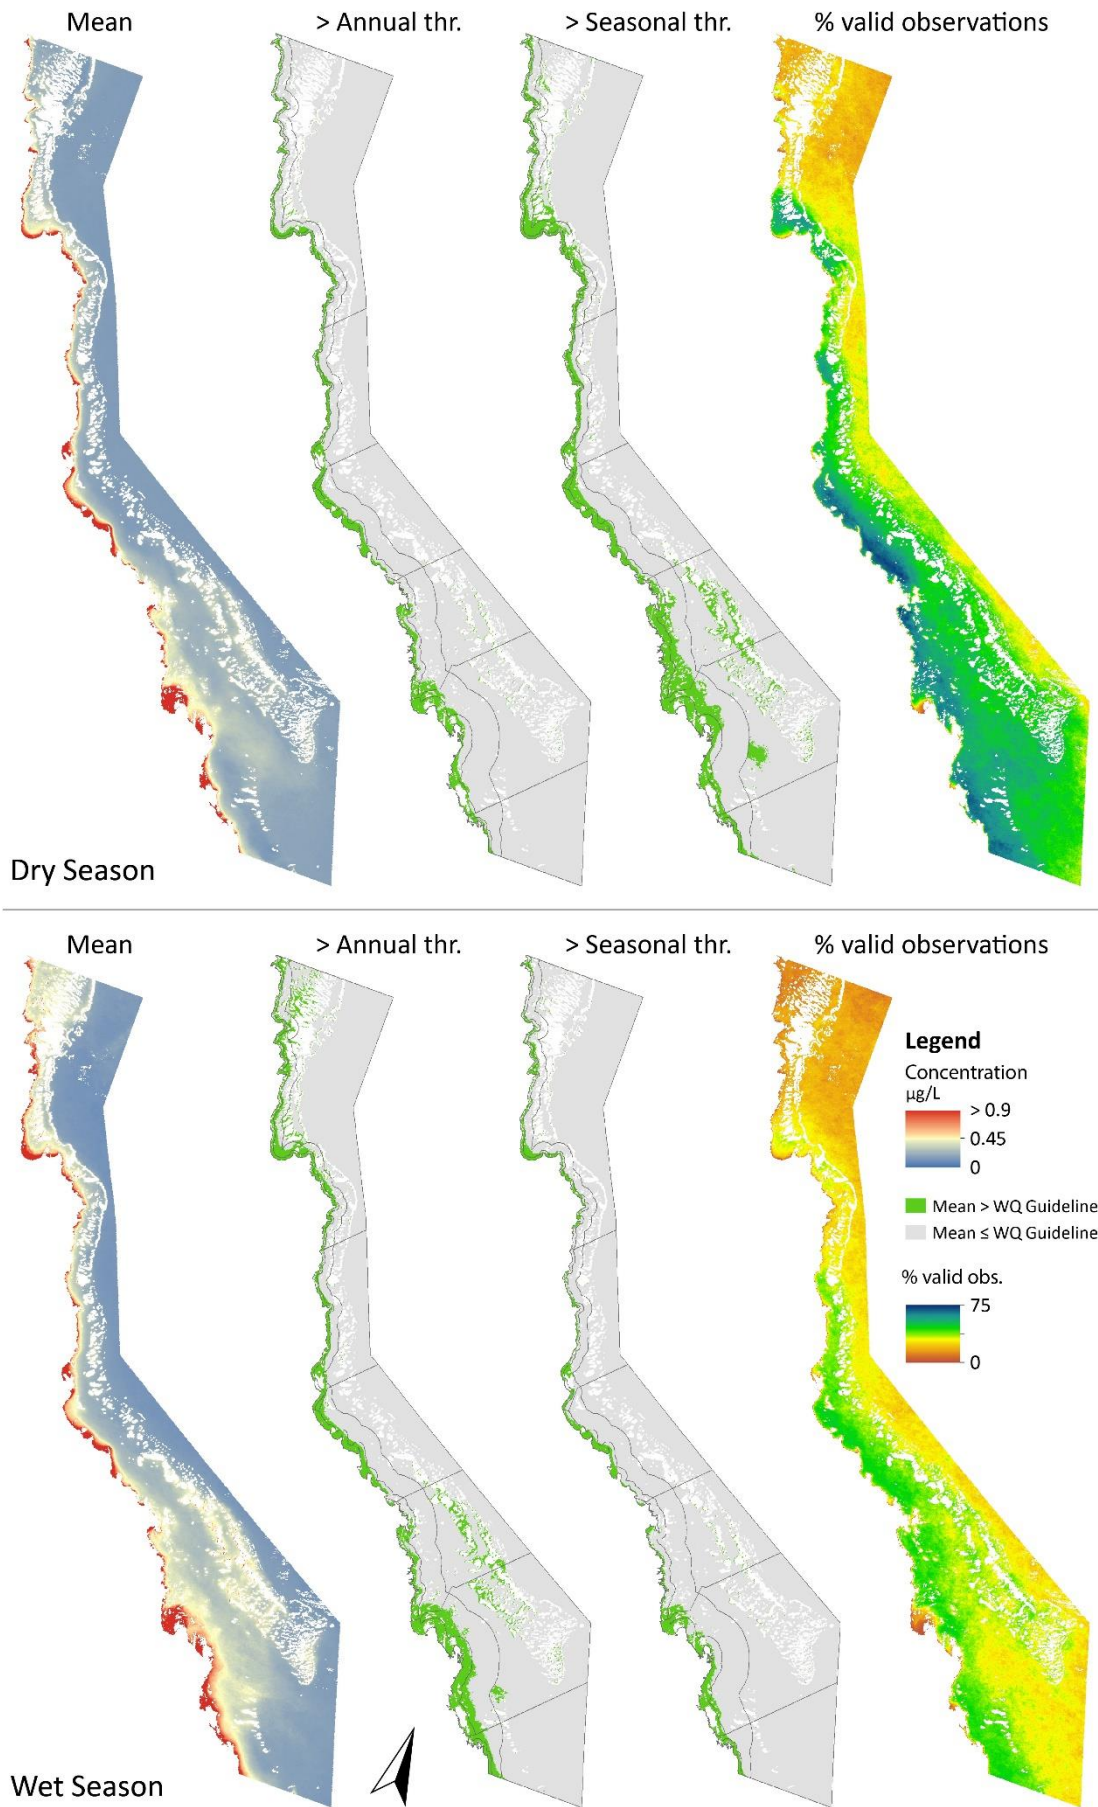 Mean > Annual thr. > Seasonal thr. % valid observations
Dry Season
Mean > Annual thr. > Seasonal thr. % valid observations
Legend
Concentration
µg/L
> 0.9
0.45
0
Mean > WQ Guideline
Mean ≤ WQ Guideline
% valid obs.
75
0
Wet Season